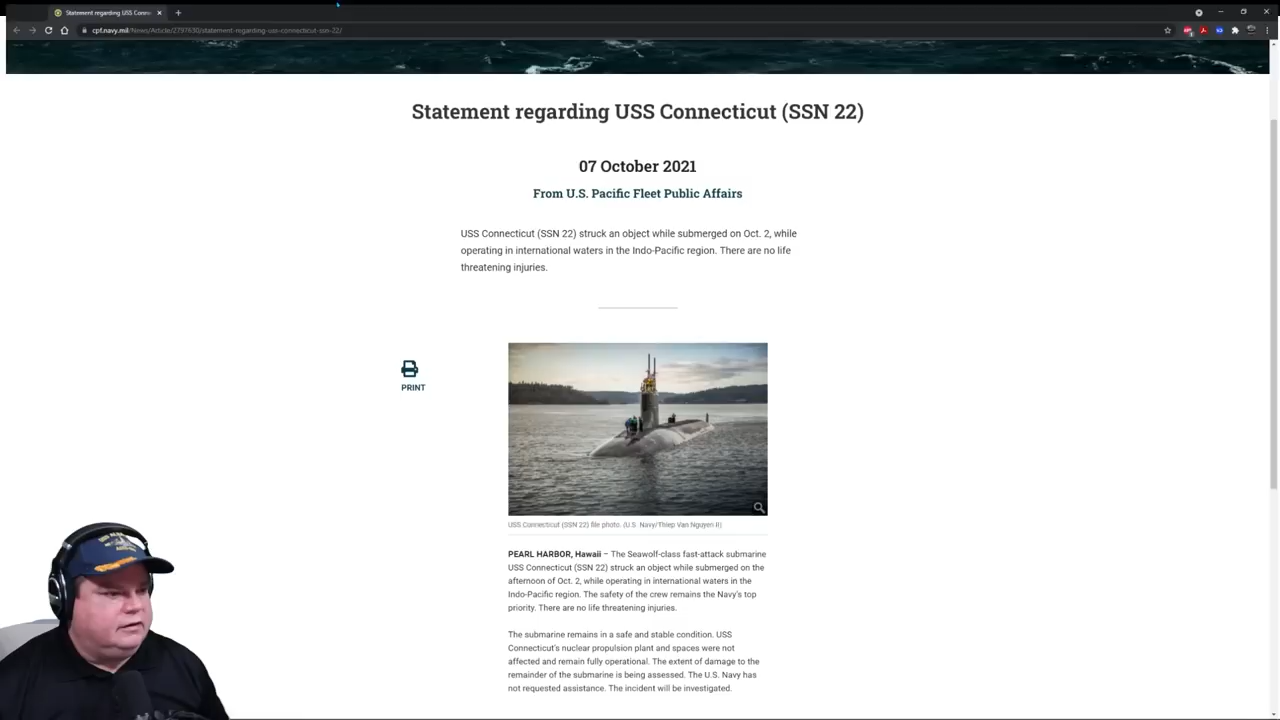 Statement regarding USS Conne
cpf.navy.mil/News/Article/2797630/statement-regarding-uss-connecticut-ssn-22/
Statement regarding USS Connecticut (SSN 22)
07 October 2021
From U.S. Pacific Fleet Public Affairs
USS Connecticut (SSN 22) struck an object while submerged on Oct. 2, while
operating in international waters in the Indo-Pacific region. There are no life
threatening injuries.
PRINT
USS Connecticut (SSN 22) file photo. (U.S. Navy/Thiep Van Nguyen II)
PEARL HARBOR, Hawaii – The Seawolf-class fast-attack submarine
USS Connecticut (SSN 22) struck an object while submerged on the
afternoon of Oct. 2, while operating in international waters in the
Indo-Pacific region. The safety of the crew remains the Navy's top
priority. There are no life threatening injuries.
The submarine remains in a safe and stable condition. USS
Connecticut's nuclear propulsion plant and spaces were not
affected and remain fully operational. The extent of damage to the
remainder of the submarine is being assessed. The U.S. Navy has
not requested assistance. The incident will be investigated.